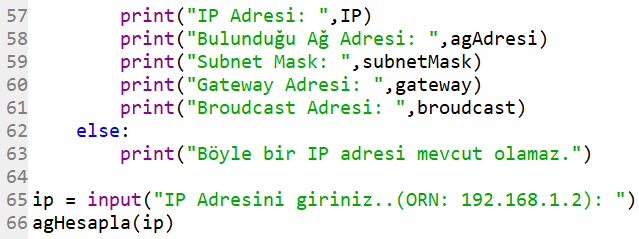 57 print("IP Adresi: ",IP)
58 print("Bulunduğu Ağ Adresi: ",agAdresi)
59 print("Subnet Mask: ",subnetMask)
60 print("Gateway Adresi: ",gateway)
61 print("Broudcast Adresi: ",broudcast)
62 else:
63 print("Böyle bir IP adresi mevcut olamaz.")
64
65 ip = input("IP Adresini giriniz..(ORN: 192.168.1.2): ")
66 agHesapla(ip)